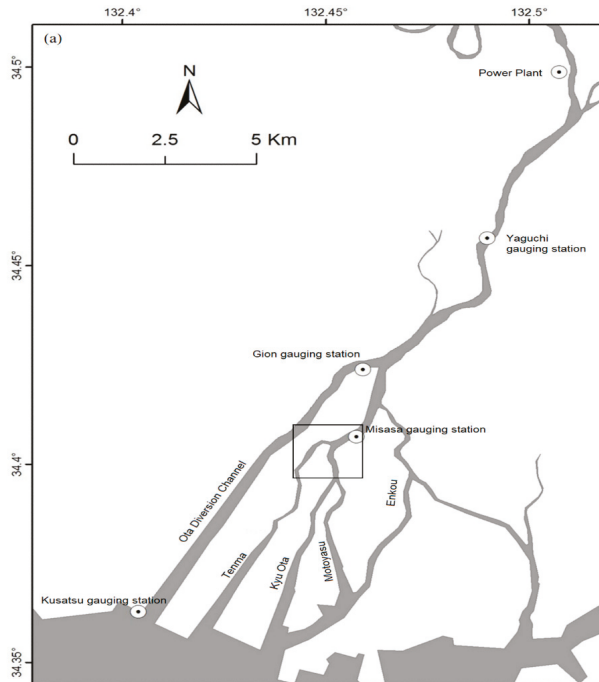 132.4° 132.45° 132.5°
(a)
34.5°
Power Plant
N
0 2.5 5 Km
Yaguchi
gauging station
34.45°
Gion gauging station
Misasa gauging station
34.4°
Ota Diversion Channel
Tenma
Kyu Ota
Motoyasu
Enkou
Kusatsu gauging station
34.35°